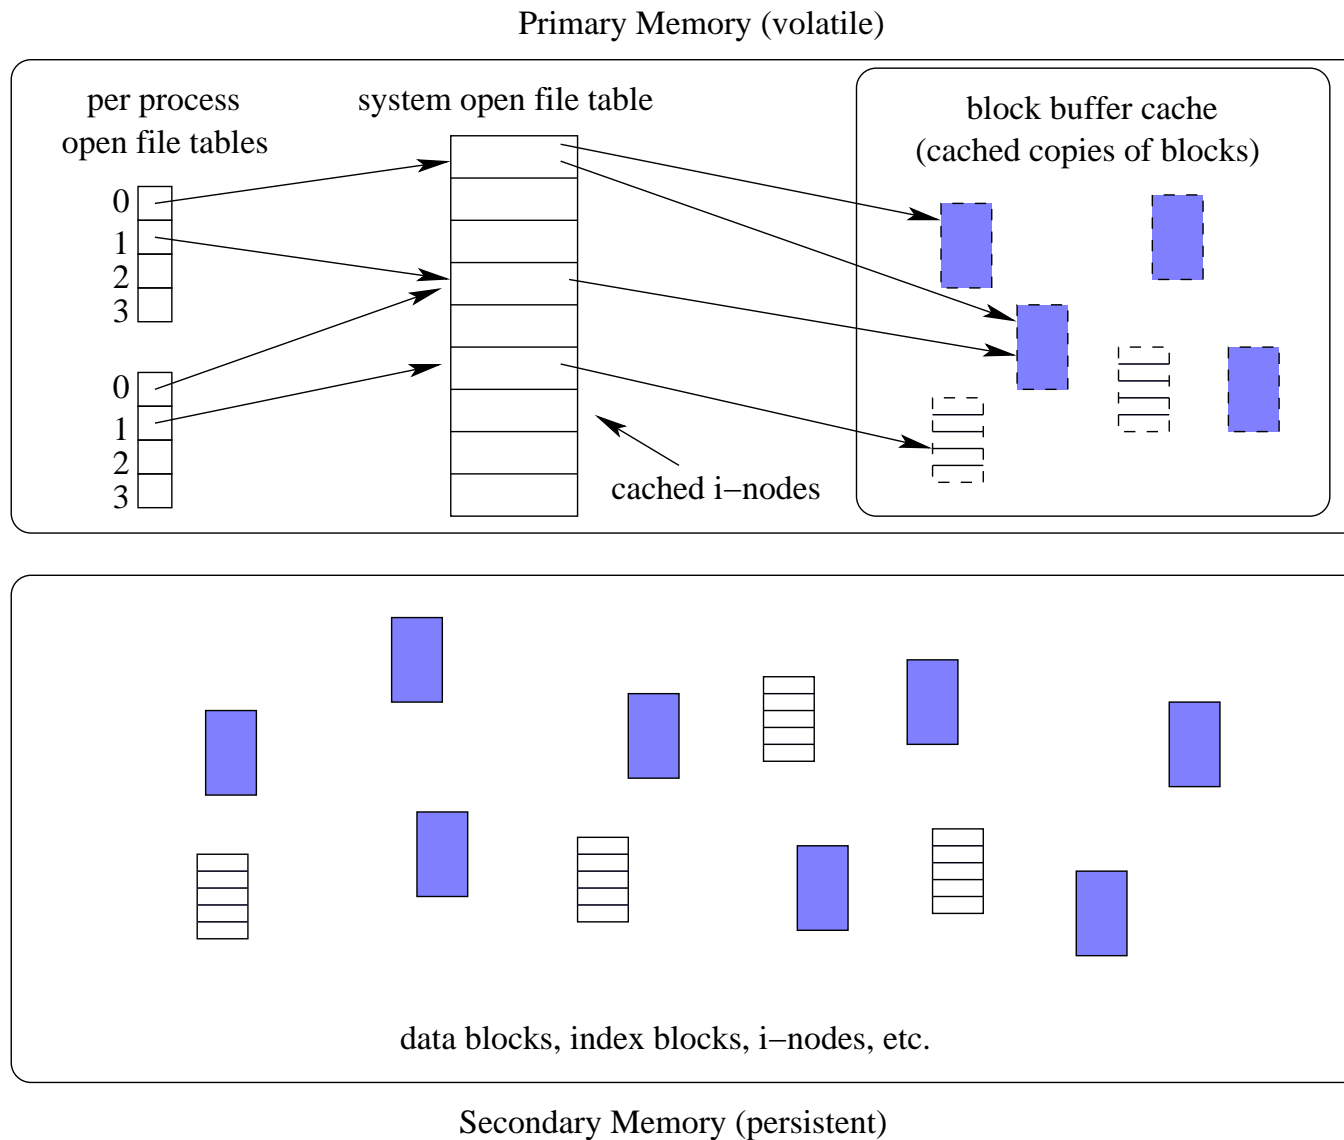 Primary Memory (volatile)
per process
open file tables
system open file table
block buffer cache
(cached copies of blocks)
0
1
2
3
0
1
2
3
cached i−nodes
data blocks, index blocks, i−nodes, etc.
Secondary Memory (persistent)